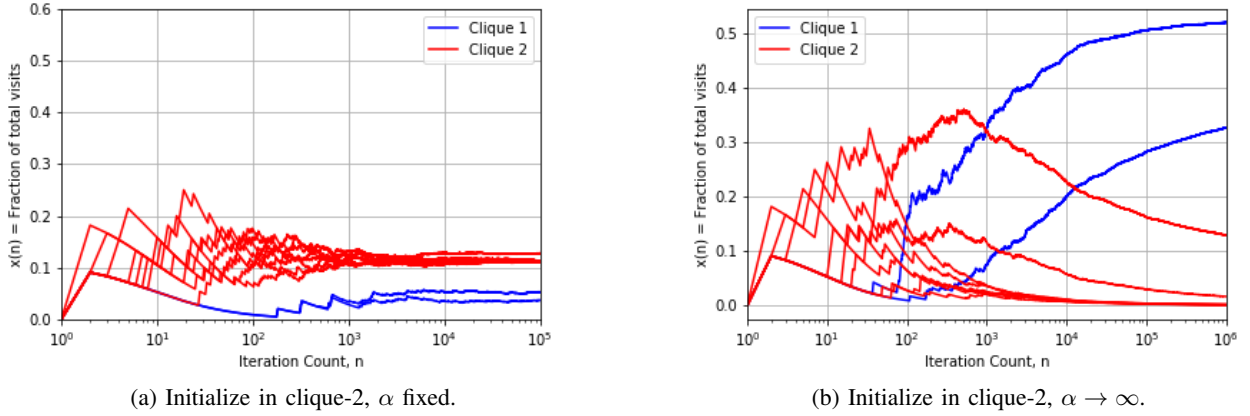 0.6
0.5
0.4
0.3
0.2
0.1
0.0
x(n) = Fraction of total visits
Clique 1
Clique 2
10^0
10^1
10^2
10^3
10^4
10^5
Iteration Count, n
(a) Initialize in clique-2, α fixed.
0.5
0.4
0.3
0.2
0.1
0.0
x(n) = Fraction of total visits
Clique 1
Clique 2
10^0
10^1
10^2
10^3
10^4
10^5
10^6
Iteration Count, n
(b) Initialize in clique-2, α → ∞.